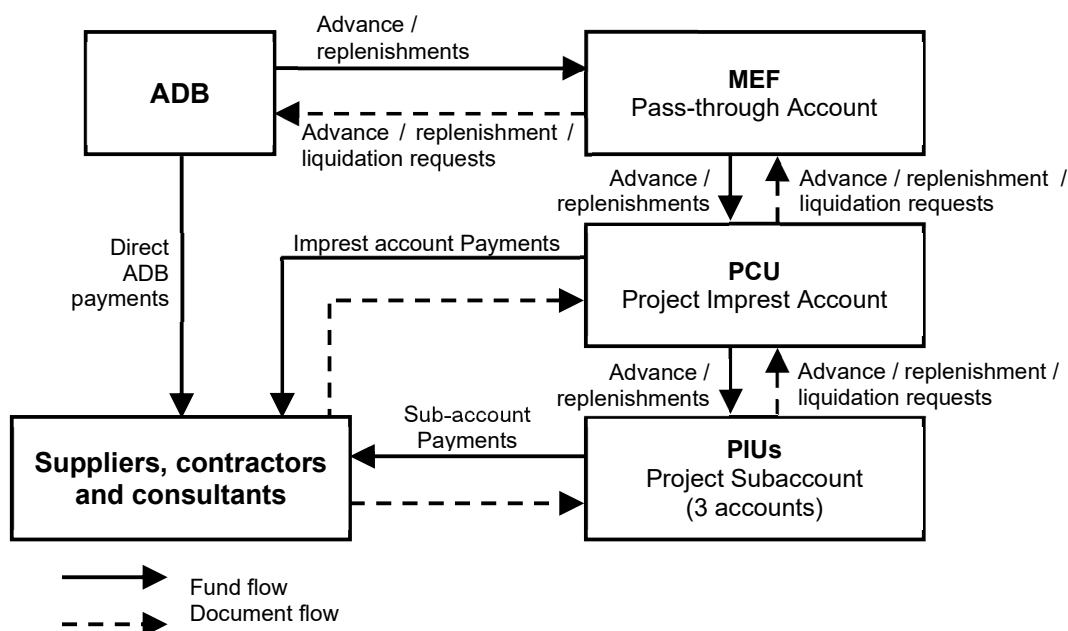 Advance /
replenishments
ADB
MEF
Pass-through Account
Advance / replenishment /
liquidation requests
Advance /
replenishments
Advance / replenishment /
liquidation requests
Direct
ADB
payments
Imprest account Payments
PCU
Project Imprest Account
Advance /
replenishments
Advance / replenishment /
liquidation requests
Sub-account
Payments
Suppliers, contractors
and consultants
PIUs
Project Subaccount
(3 accounts)
Fund flow
Document flow